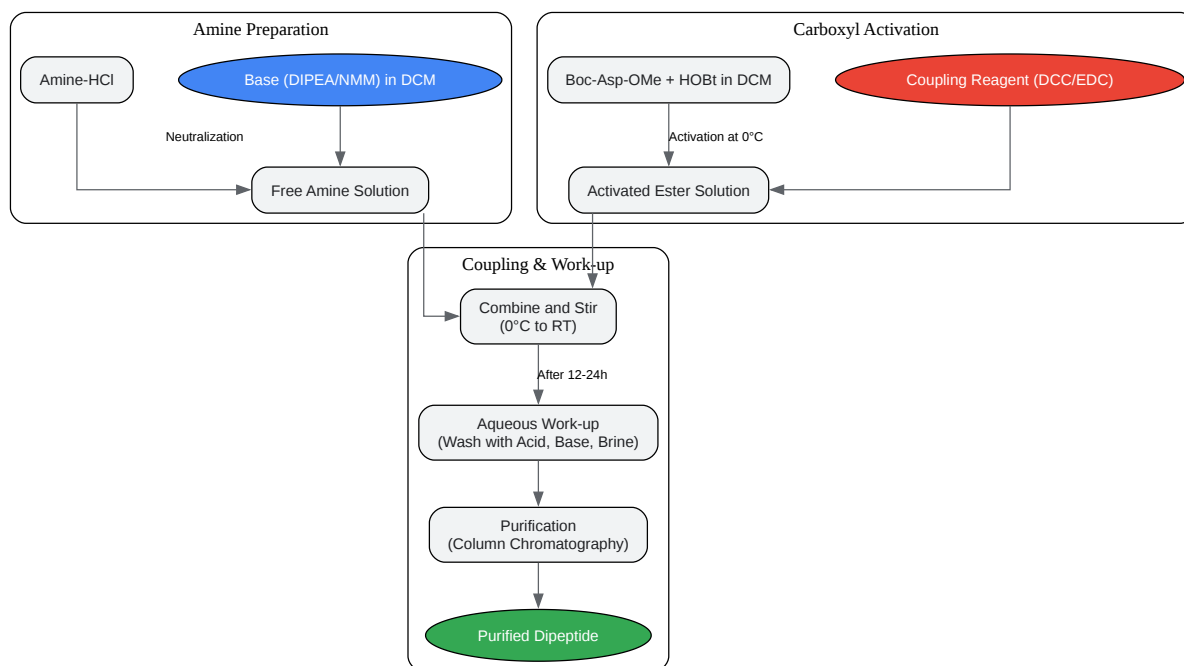 Amine Preparation
Amine-HCl
Base (DIPEA/NMM) in DCM
Neutralization
Free Amine Solution
Carboxyl Activation
Boc-Asp-OMe + HOBt in DCM
Coupling Reagent (DCC/EDC)
Activation at 0°C
Activated Ester Solution
Coupling & Work-up
Combine and Stir
(0°C to RT)
After 12-24h
Aqueous Work-up
(Wash with Acid, Base, Brine)
Purification
(Column Chromatography)
Purified Dipeptide